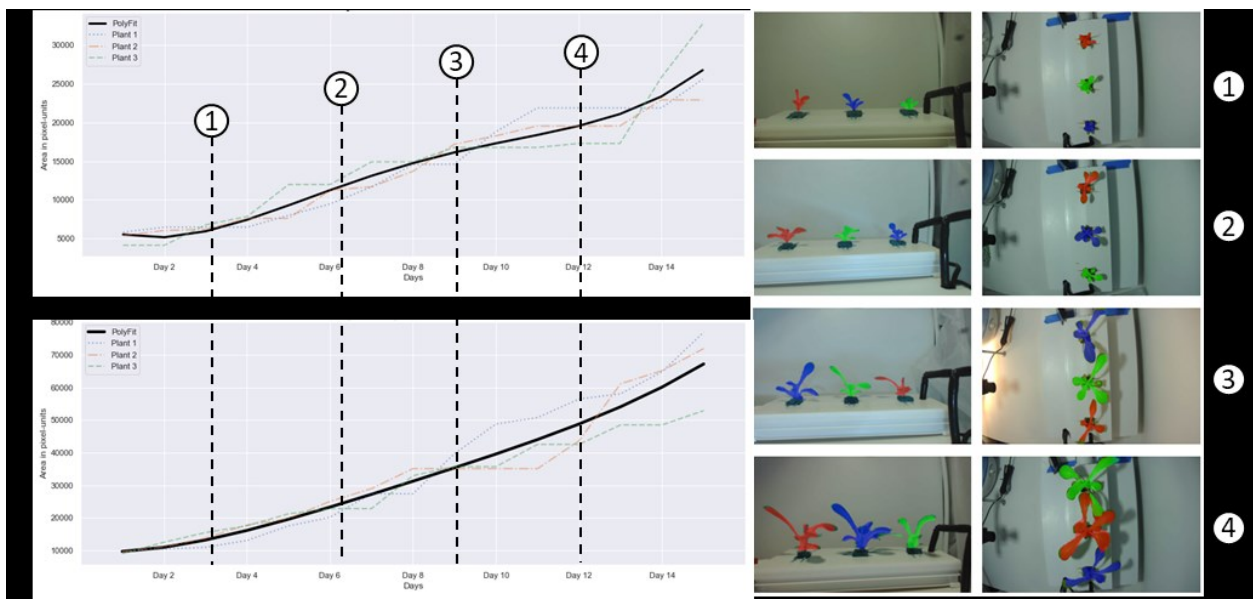 PolyFit
Plant 1
Plant 2
Plant 3
30000
25000
20000
15000
10000
5000
Area in pixel-units
Day 2
Day 4
Day 6
Day 8
Day 10
Day 12
Day 14
Days
1
2
3
4
PolyFit
Plant 1
Plant 2
Plant 3
80000
70000
60000
50000
40000
30000
20000
10000
Area in pixel-units
Day 2
Day 4
Day 6
Day 8
Day 10
Day 12
Day 14
Days
1
2
3
4